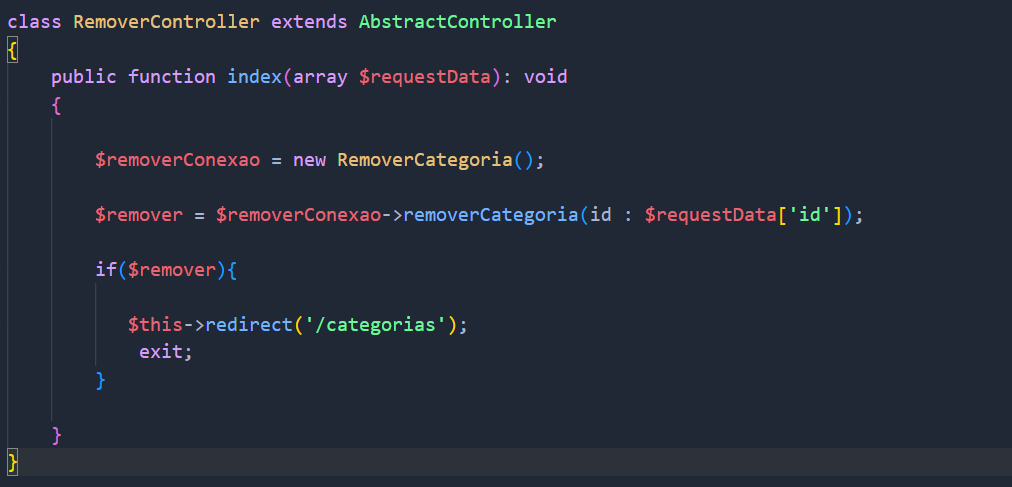 class RemoverController extends AbstractController
{
    public function index(array $requestData): void
    {
        $removerConexao = new RemoverCategoria();
        $remover = $removerConexao->removerCategoria(id : $requestData['id']);
        if($remover){
           $this->redirect('/categorias');
            exit;
        }
    }
}